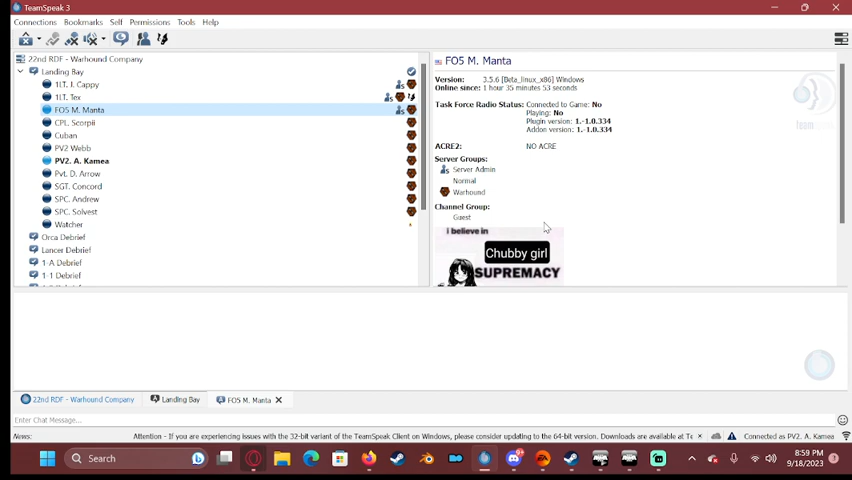 TeamSpeak 3
Connections Bookmarks Self Permissions Tools Help
22nd RDF - Warhound Company
Landing Bay
1LT. J. Cappy
1LT. Tex
FO5 M. Manta
CPL. Scorpii
Cuban
PV2 Webb
PV2. A. Kamea
Pvt. D. Arrow
SGT. Concord
SPC. Andrew
SPC. Solvest
Watcher
Orca Debrief
Lancer Debrief
1-A Debrief
1-1 Debrief
FO5 M. Manta
Version: 3.5.6 [Beta_linux_x86] Windows
Online since: 1 hour 35 minutes 53 seconds
Task Force Radio Status: Connected to Game: No
Playing: No
Plugin version: 1.-1.0.334
Addon version: 1.-1.0.334
ACRE2: NO ACRE
Server Groups:
Server Admin
Normal
Warhound
Channel Group:
Guest
i believe in
Chubby girl
SUPREMACY
22nd RDF - Warhound Company Landing Bay FO5 M. Manta
Enter Chat Message...
News: Attention - If you are experiencing issues with the 32-bit variant of the TeamSpeak Client on Windows, please consider updating to the 64-bit version. Downloads are available at Te Connected as PV2. A. Kamea
Search
8:59 PM
9/18/2023